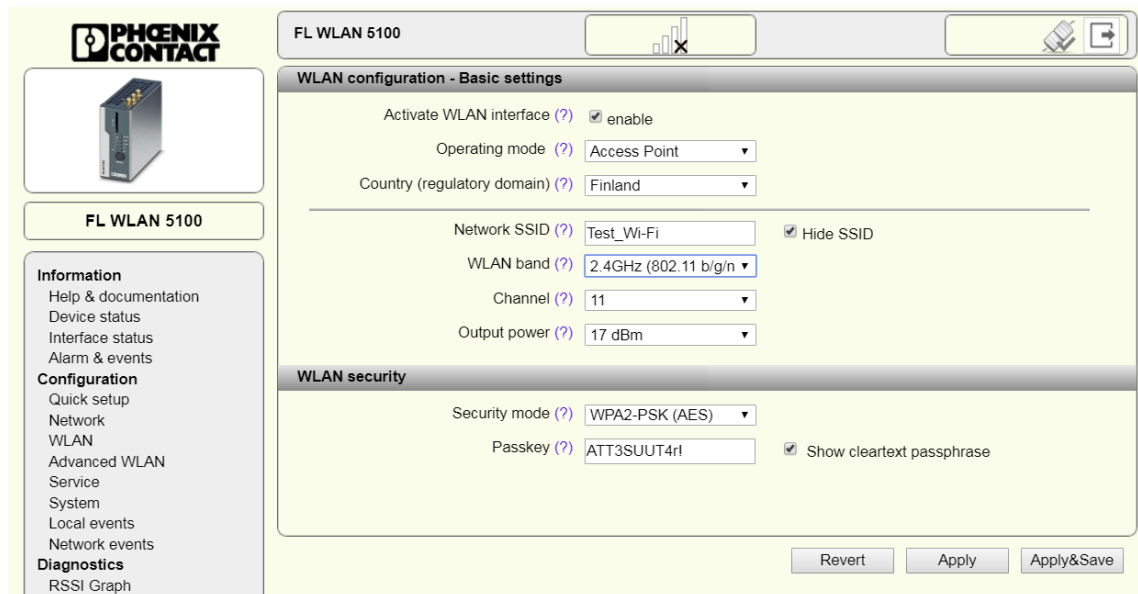 PHŒNIX
CONTACT
FL WLAN 5100
FL WLAN 5100
Information
Help & documentation
Device status
Interface status
Alarm & events
Configuration
Quick setup
Network
WLAN
Advanced WLAN
Service
System
Local events
Network events
Diagnostics
RSSI Graph
WLAN configuration - Basic settings
Activate WLAN interface (?) enable
Operating mode (?) Access Point
Country (regulatory domain) (?) Finland
Network SSID (?) Test_Wi-Fi Hide SSID
WLAN band (?) 2.4GHz (802.11 b/g/n
Channel (?) 11
Output power (?) 17 dBm
WLAN security
Security mode (?) WPA2-PSK (AES)
Passkey (?) ATT3SUUT4r! Show cleartext passphrase
Revert Apply Apply&Save